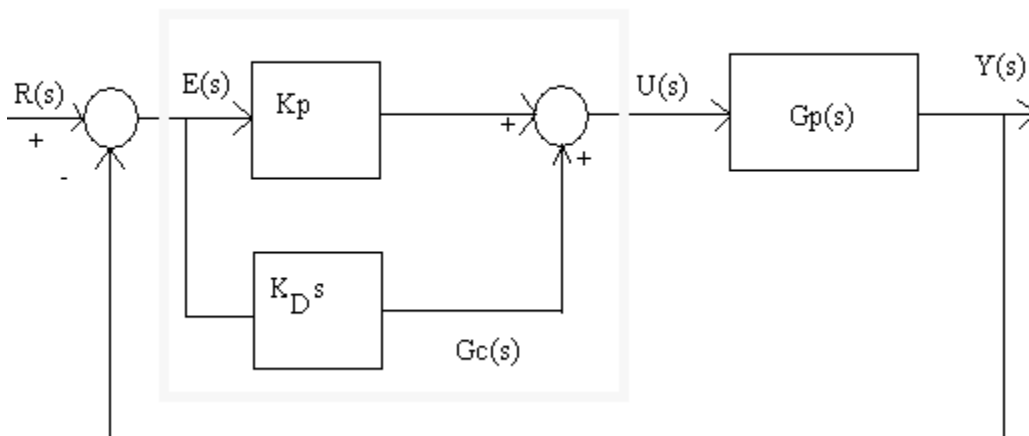 R(s)
+
-
E(s)
Kp
+
+
U(s)
Gp(s)
Y(s)
K_D s
Gc(s)